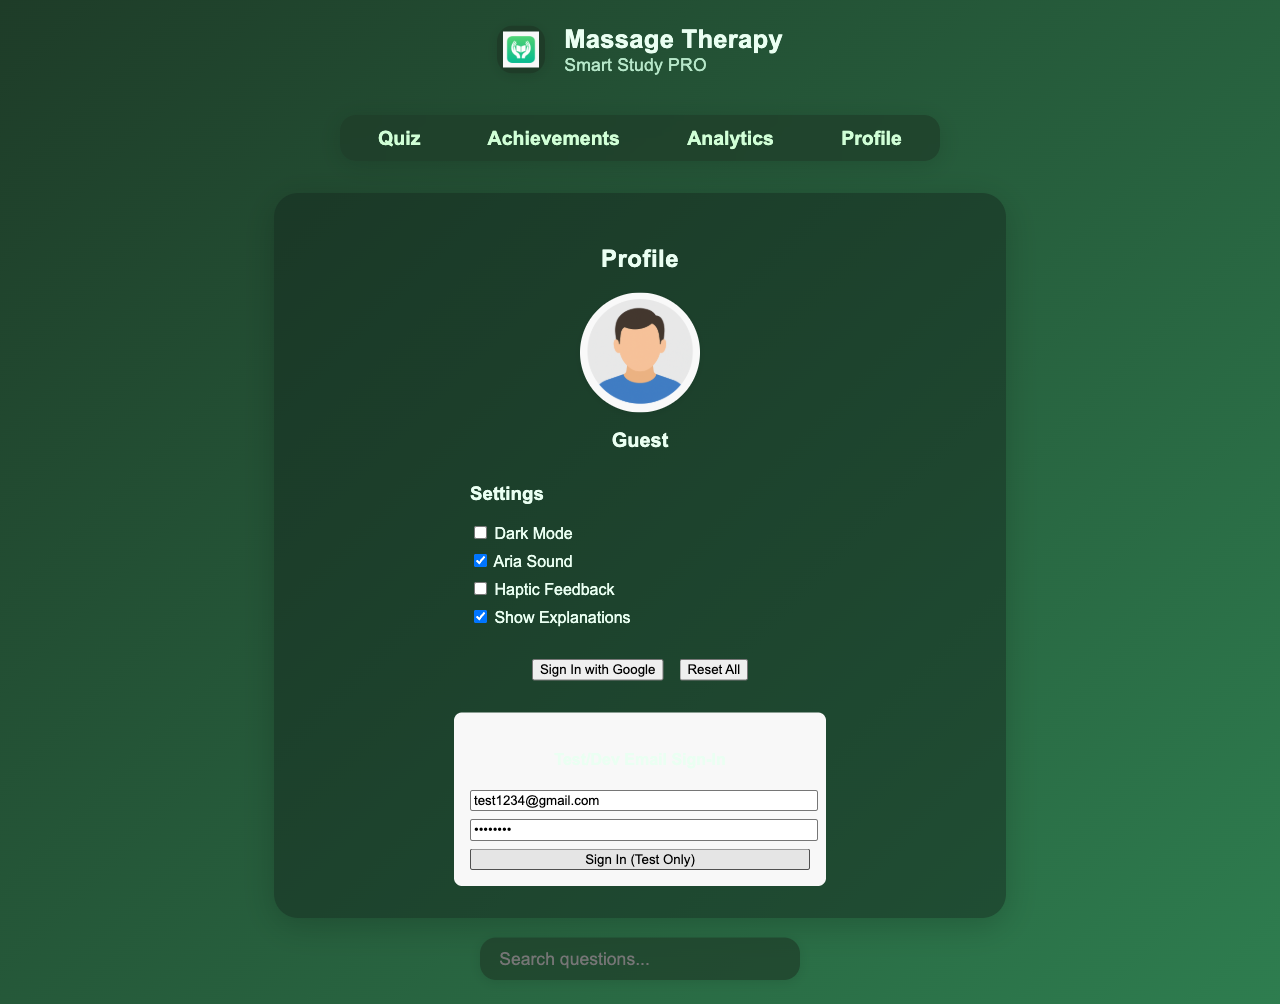 Massage Therapy
Smart Study PRO
Quiz
Achievements
Analytics
Profile
Profile
Guest
Settings
Dark Mode
Aria Sound
Haptic Feedback
Show Explanations
Sign In with Google
Reset All
test1234@gmail.com
••••••••
Sign In (Test Only)
Search questions...